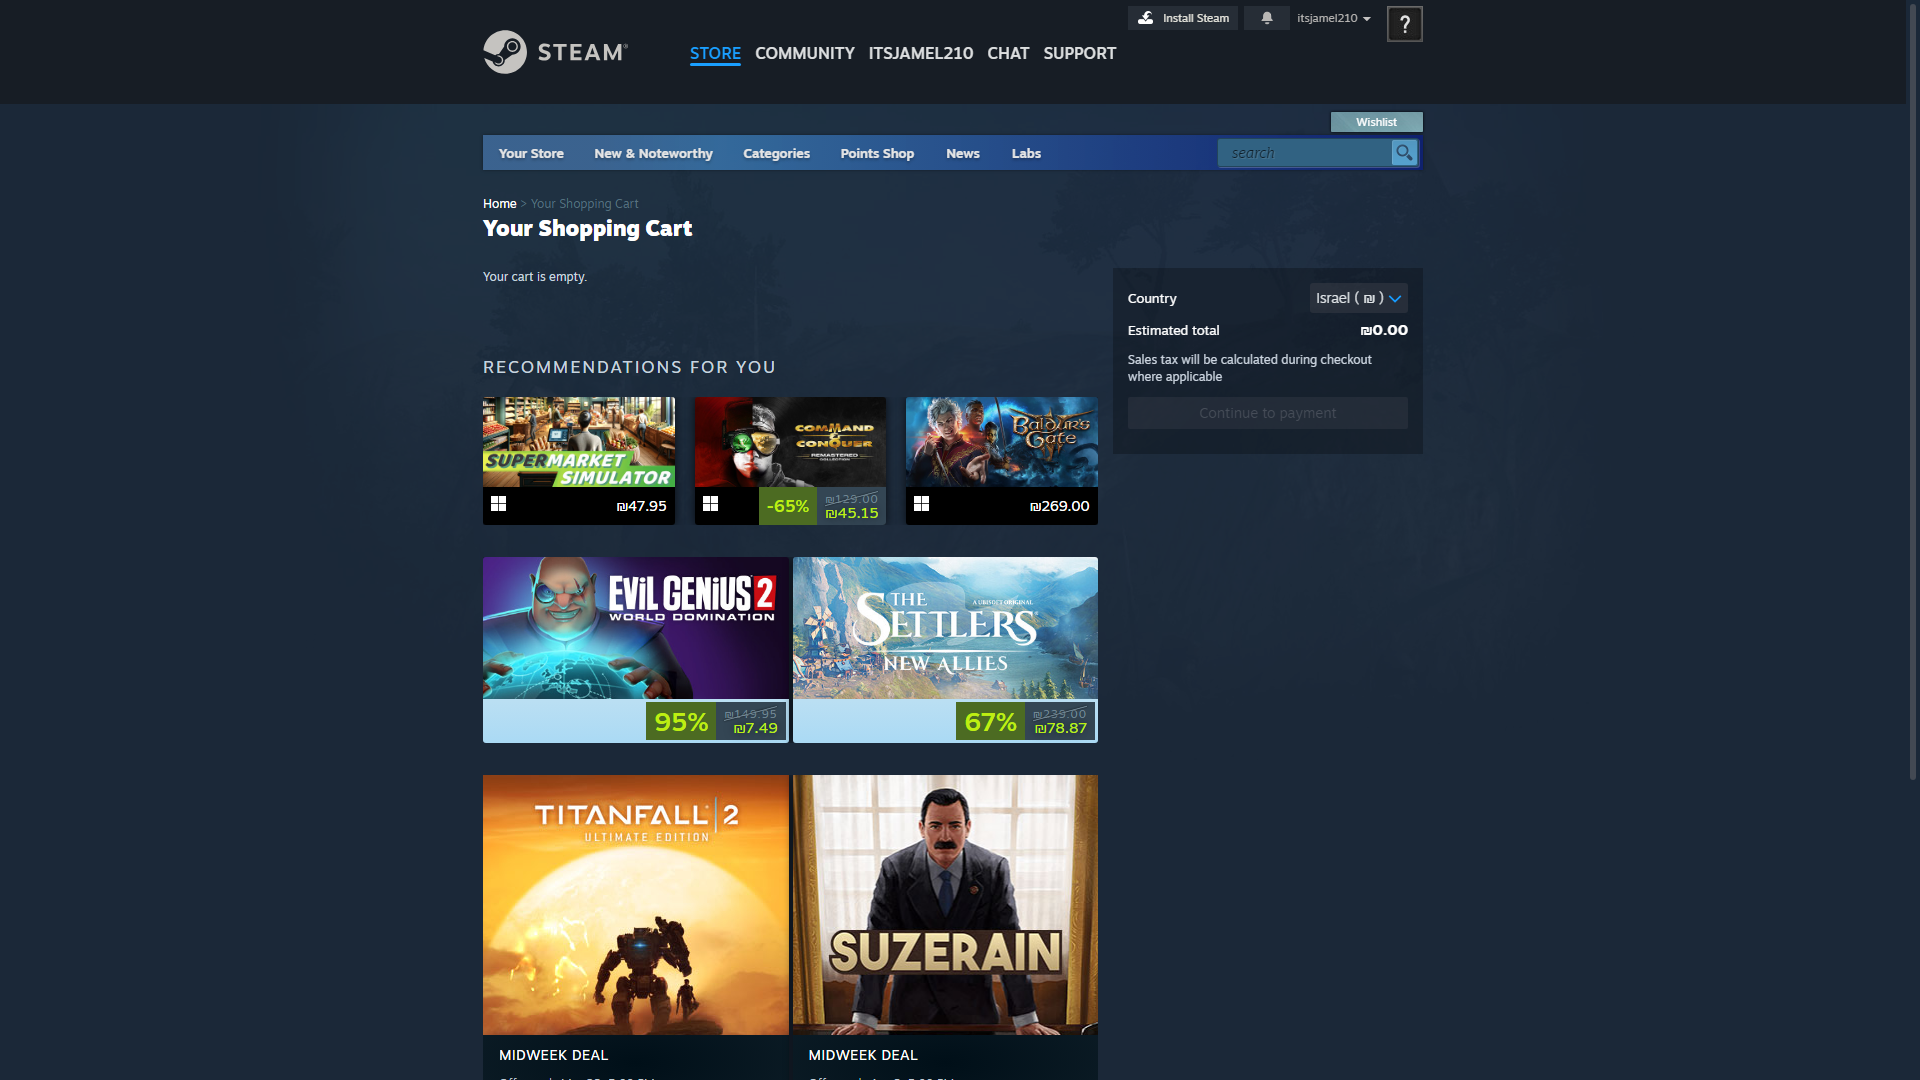 Install Steam
itsjamel210
?
STEAM®
STORE COMMUNITY ITSJAMEL210 CHAT SUPPORT
Wishlist
Your Store New & Noteworthy Categories Points Shop News Labs search
Home > Your Shopping Cart
Your Shopping Cart
Your cart is empty.
Country Israel ( ₪ )
Estimated total ₪0.00
Sales tax will be calculated during checkout
where applicable
Continue to payment
RECOMMENDATIONS FOR YOU
SUPERMARKET
SIMULATOR
₪47.95
COMMAND
& CONQUER
REMASTERED
COLLECTION
-65%
₪129.00
₪45.15
Baldur's
Gate
III
₪269.00
EVIL GENIUS 2
WORLD DOMINATION
95%
₪149.95
₪7.49
A UBISOFT ORIGINAL
THE
SETTLERS®
NEW ALLIES
67%
₪239.00
₪78.87
TITANFALL® 2
ULTIMATE EDITION
MIDWEEK DEAL
SUZERAIN
MIDWEEK DEAL